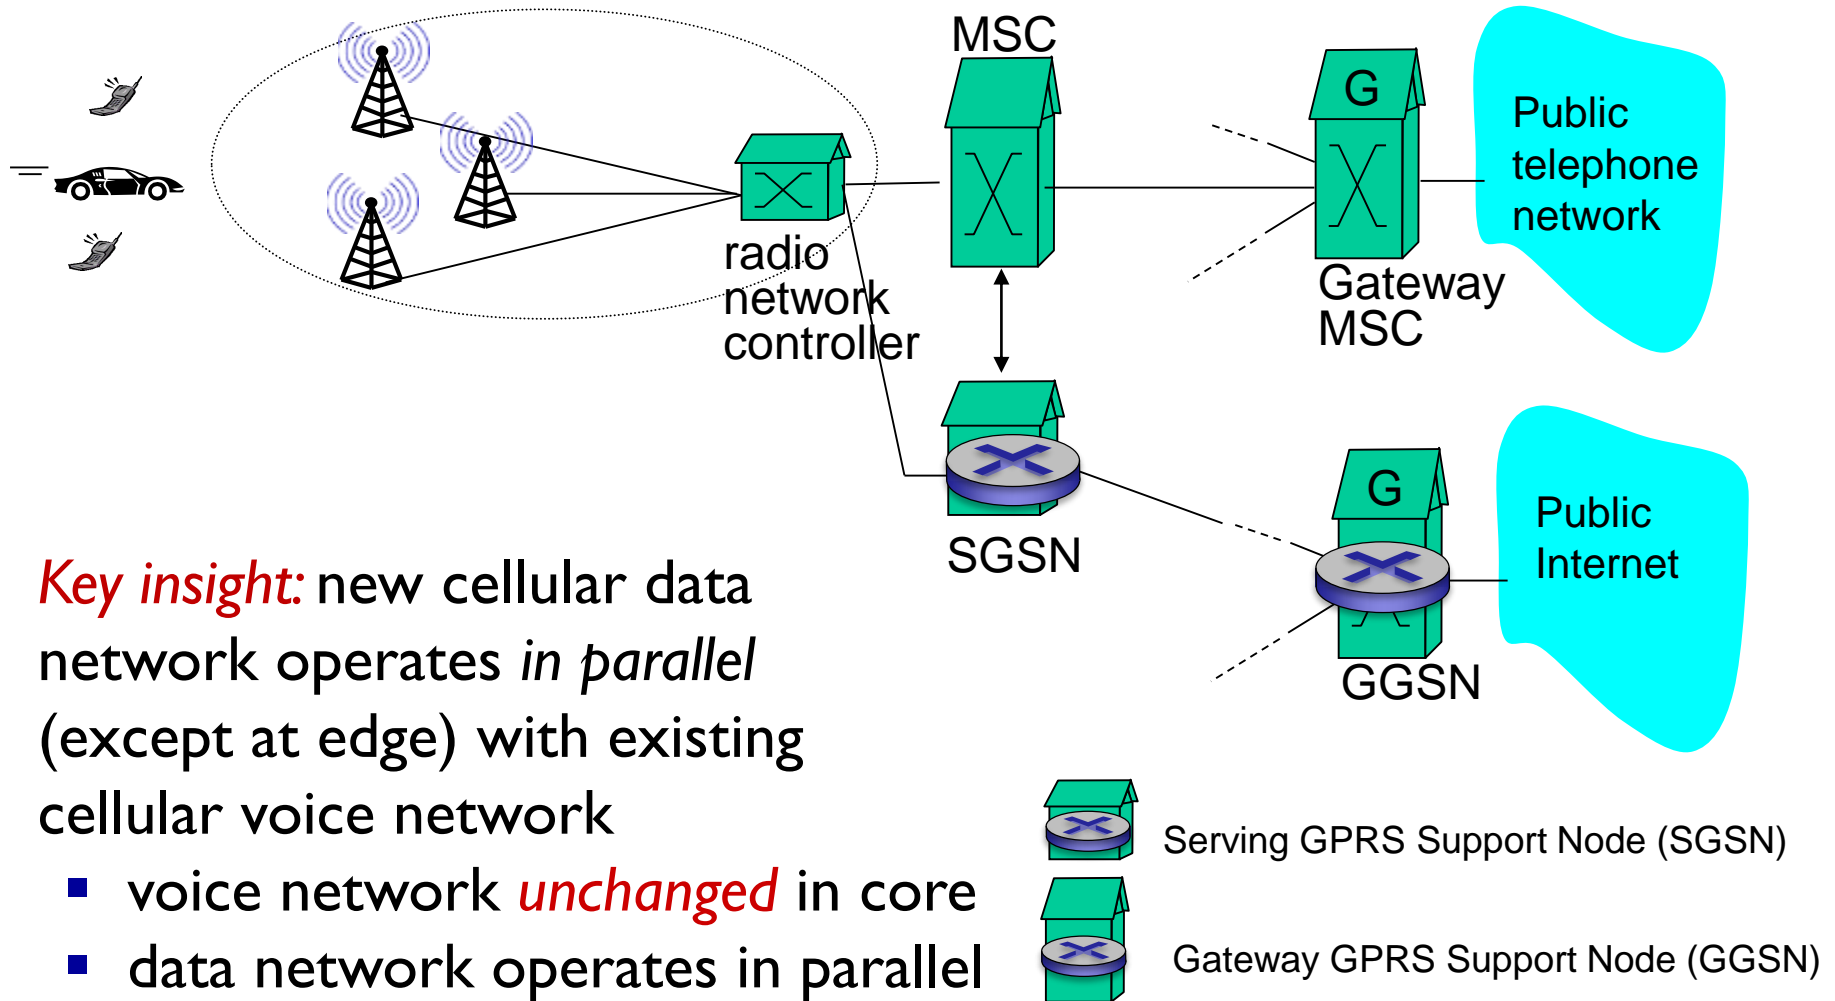 MSC
G
Public
telephone
network
radio
network
controller
Gateway
MSC
G
Public
Internet
SGSN
GGSN
Key insight: new cellular data
network operates in parallel
(except at edge) with existing
cellular voice network
▪ voice network unchanged in core
▪ data network operates in parallel
Serving GPRS Support Node (SGSN)
Gateway GPRS Support Node (GGSN)